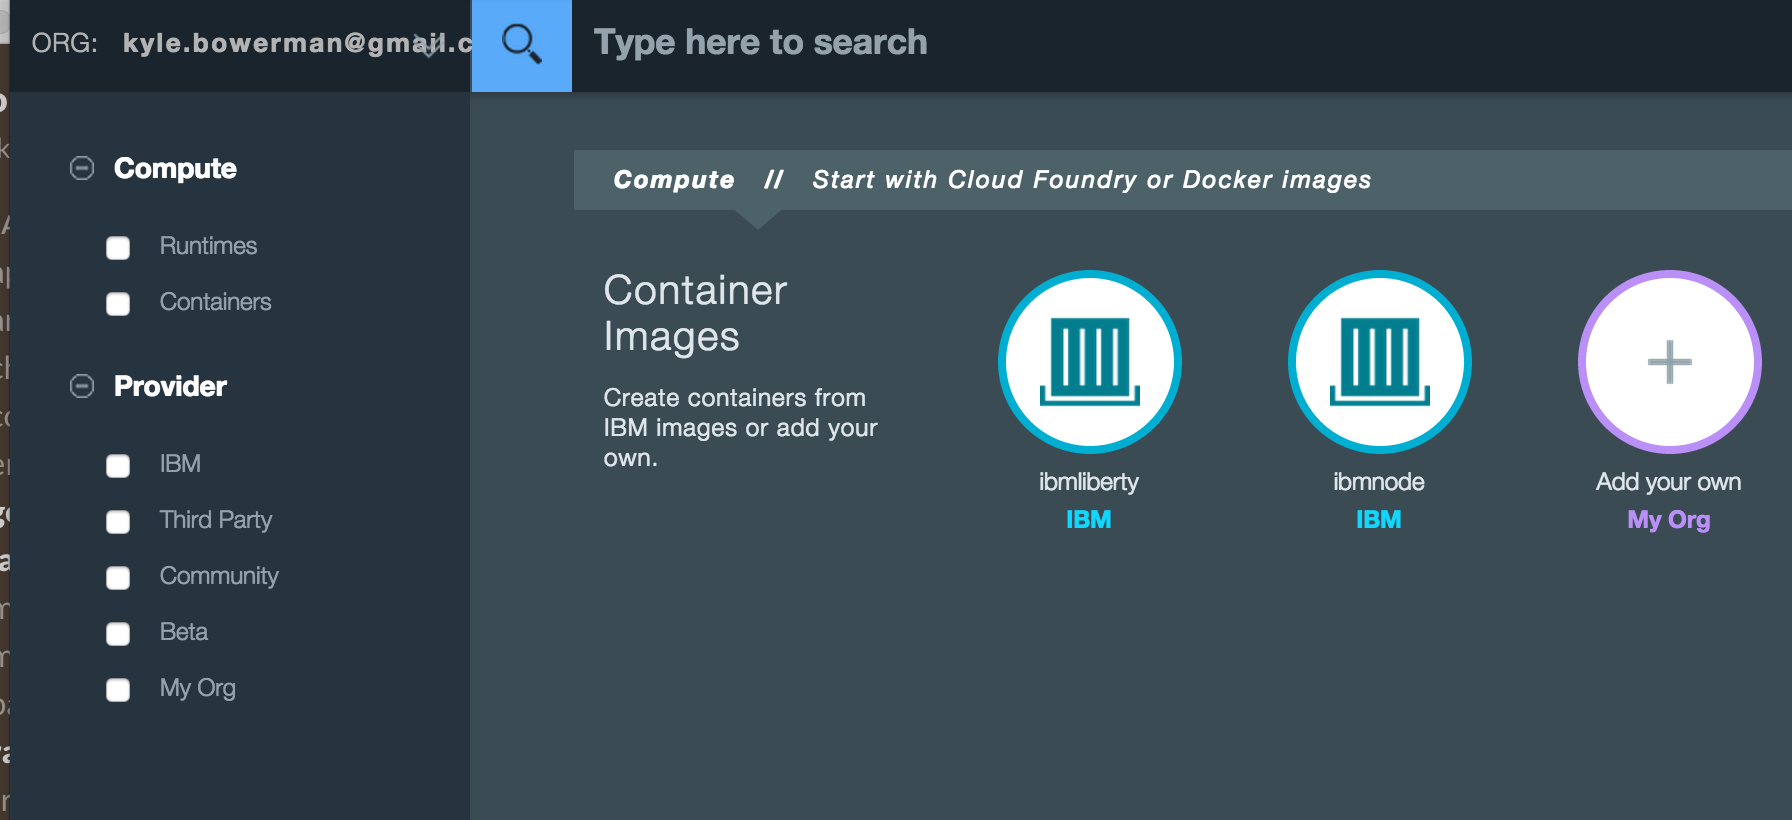 ORG: kyle.bowerman@gmail.c
Type here to search
Compute
Runtimes
Containers
Provider
IBM
Third Party
Community
Beta
My Org
Compute // Start with Cloud Foundry or Docker images
Container
Images
Create containers from
IBM images or add your
own.
ibmliberty
IBM
ibmnode
IBM
Add your own
My Org